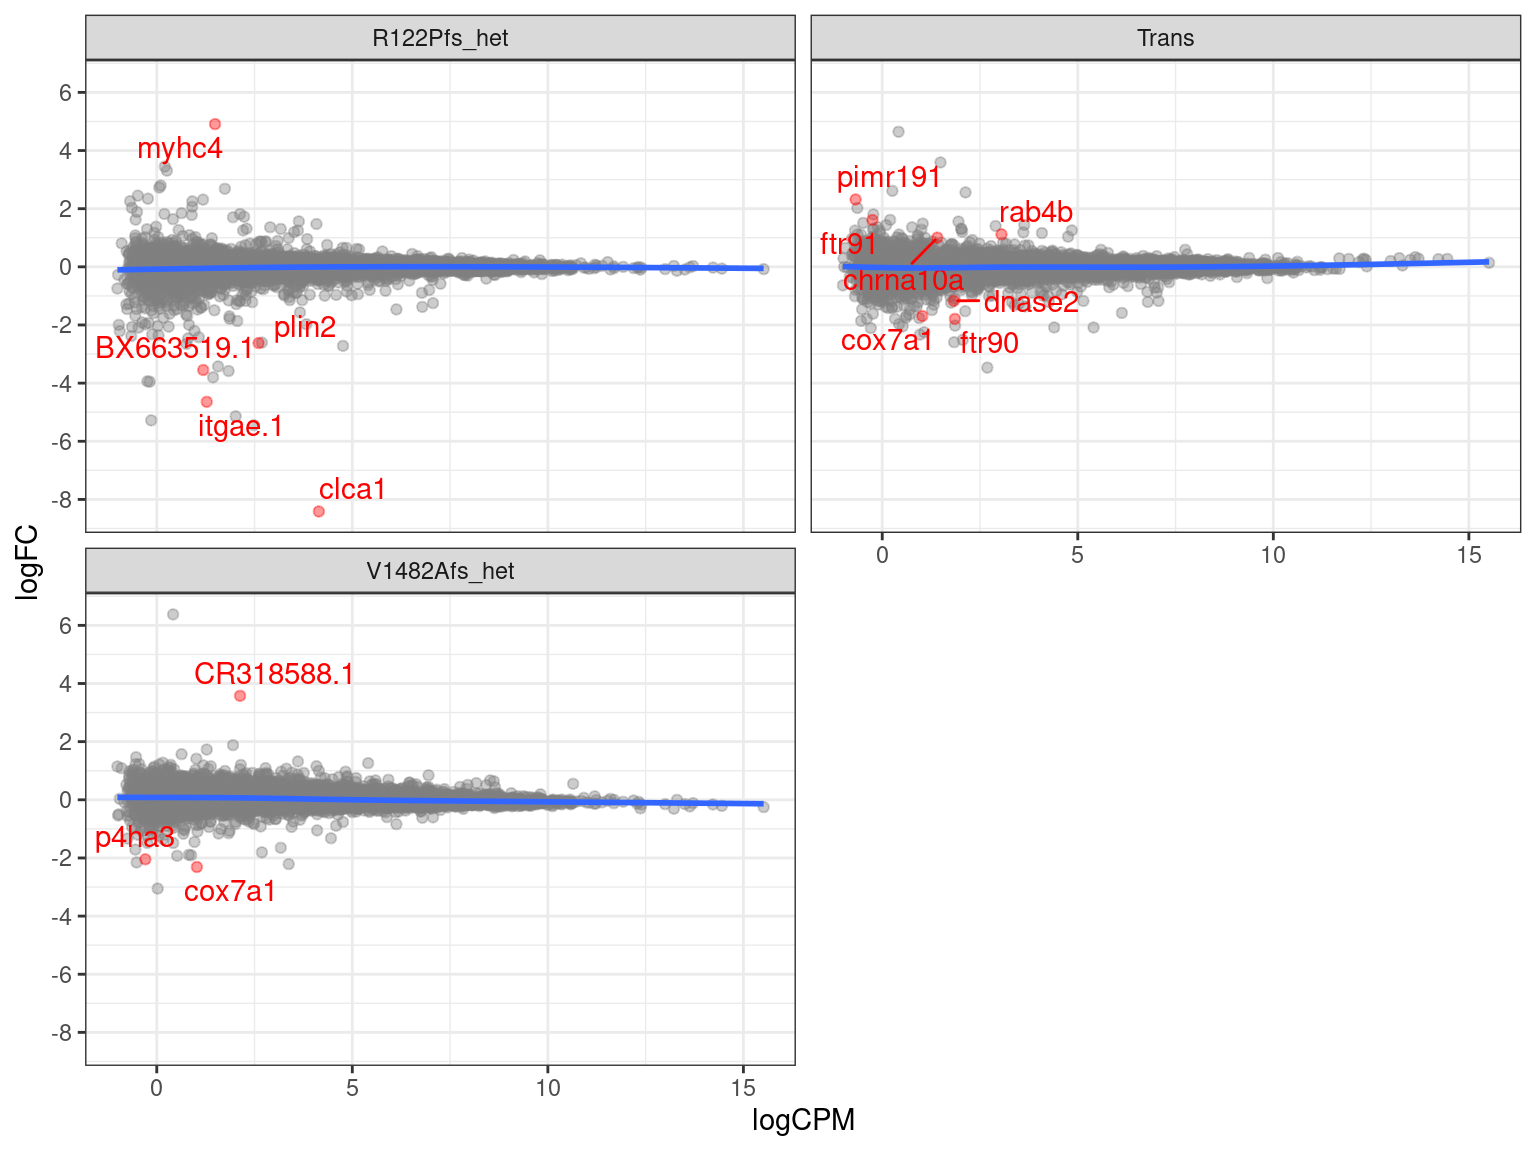 R122Pfs_het
Trans
6
4
2
0
-2
-4
-6
-8
myhc4
plin2
BX663519.1
itgae.1
clca1
pimr191
rab4b
ftr91
chrna10a
dnase2
cox7a1
ftr90
0
5
10
15
logFC
V1482Afs_het
6
4
2
0
-2
-4
-6
-8
CR318588.1
p4ha3
cox7a1
0
5
10
15
logCPM